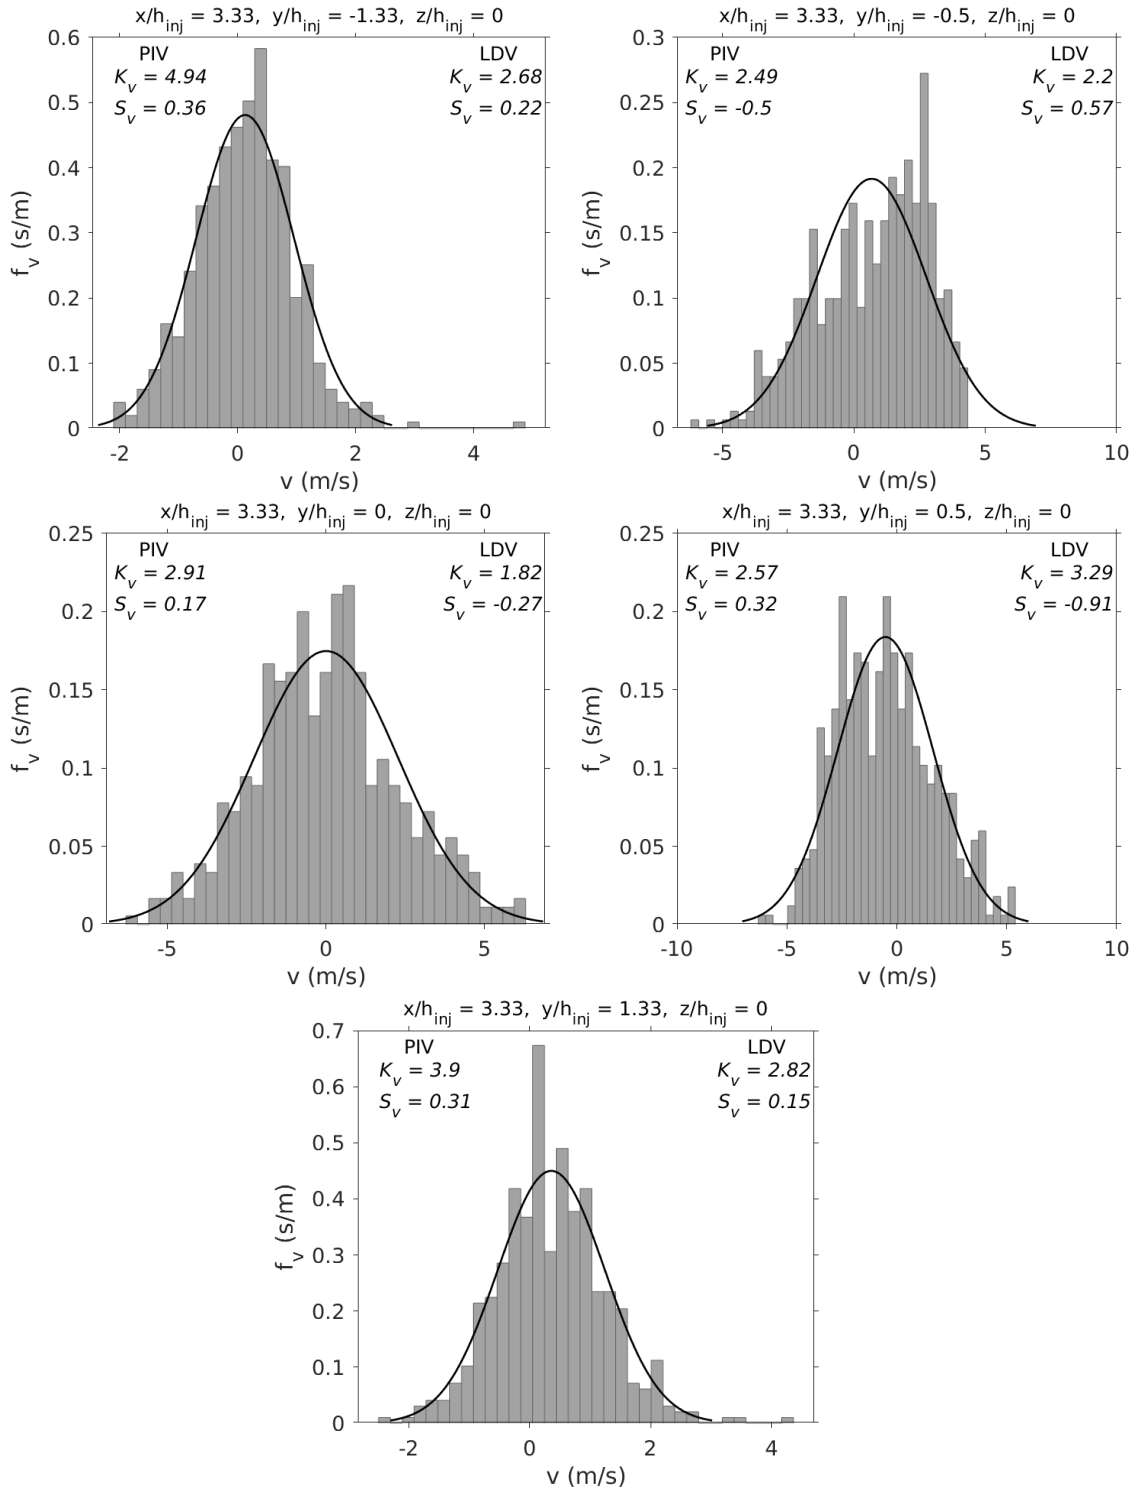 x/h_inj = 3.33, y/h_inj = -1.33, z/h_inj = 0
PIV LDV
K_v = 4.94 K_v = 2.68
S_v = 0.36 S_v = 0.22
0.6
0.5
0.4
0.3
0.2
0.1
0
f_v (s/m)
-2 0 2 4
v (m/s)
x/h_inj = 3.33, y/h_inj = -0.5, z/h_inj = 0
PIV LDV
K_v = 2.49 K_v = 2.2
S_v = -0.5 S_v = 0.57
0.3
0.25
0.2
0.15
0.1
0.05
0
f_v (s/m)
-5 0 5 10
v (m/s)
x/h_inj = 3.33, y/h_inj = 0, z/h_inj = 0
PIV LDV
K_v = 2.91 K_v = 1.82
S_v = 0.17 S_v = -0.27
0.25
0.2
0.15
0.1
0.05
0
f_v (s/m)
-5 0 5
v (m/s)
x/h_inj = 3.33, y/h_inj = 0.5, z/h_inj = 0
PIV LDV
K_v = 2.57 K_v = 3.29
S_v = 0.32 S_v = -0.91
0.25
0.2
0.15
0.1
0.05
0
f_v (s/m)
-10 -5 0 5 10
v (m/s)
x/h_inj = 3.33, y/h_inj = 1.33, z/h_inj = 0
PIV LDV
K_v = 3.9 K_v = 2.82
S_v = 0.31 S_v = 0.15
0.7
0.6
0.5
0.4
0.3
0.2
0.1
0
f_v (s/m)
-2 0 2 4
v (m/s)